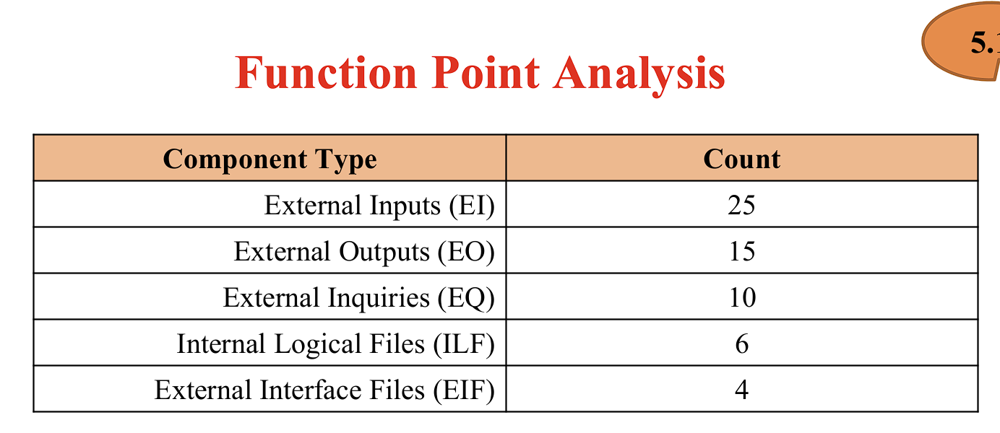 5.
Function Point Analysis
Component Type Count
External Inputs (EI) 25
External Outputs (EO) 15
External Inquiries (EQ) 10
Internal Logical Files (ILF) 6
External Interface Files (EIF) 4